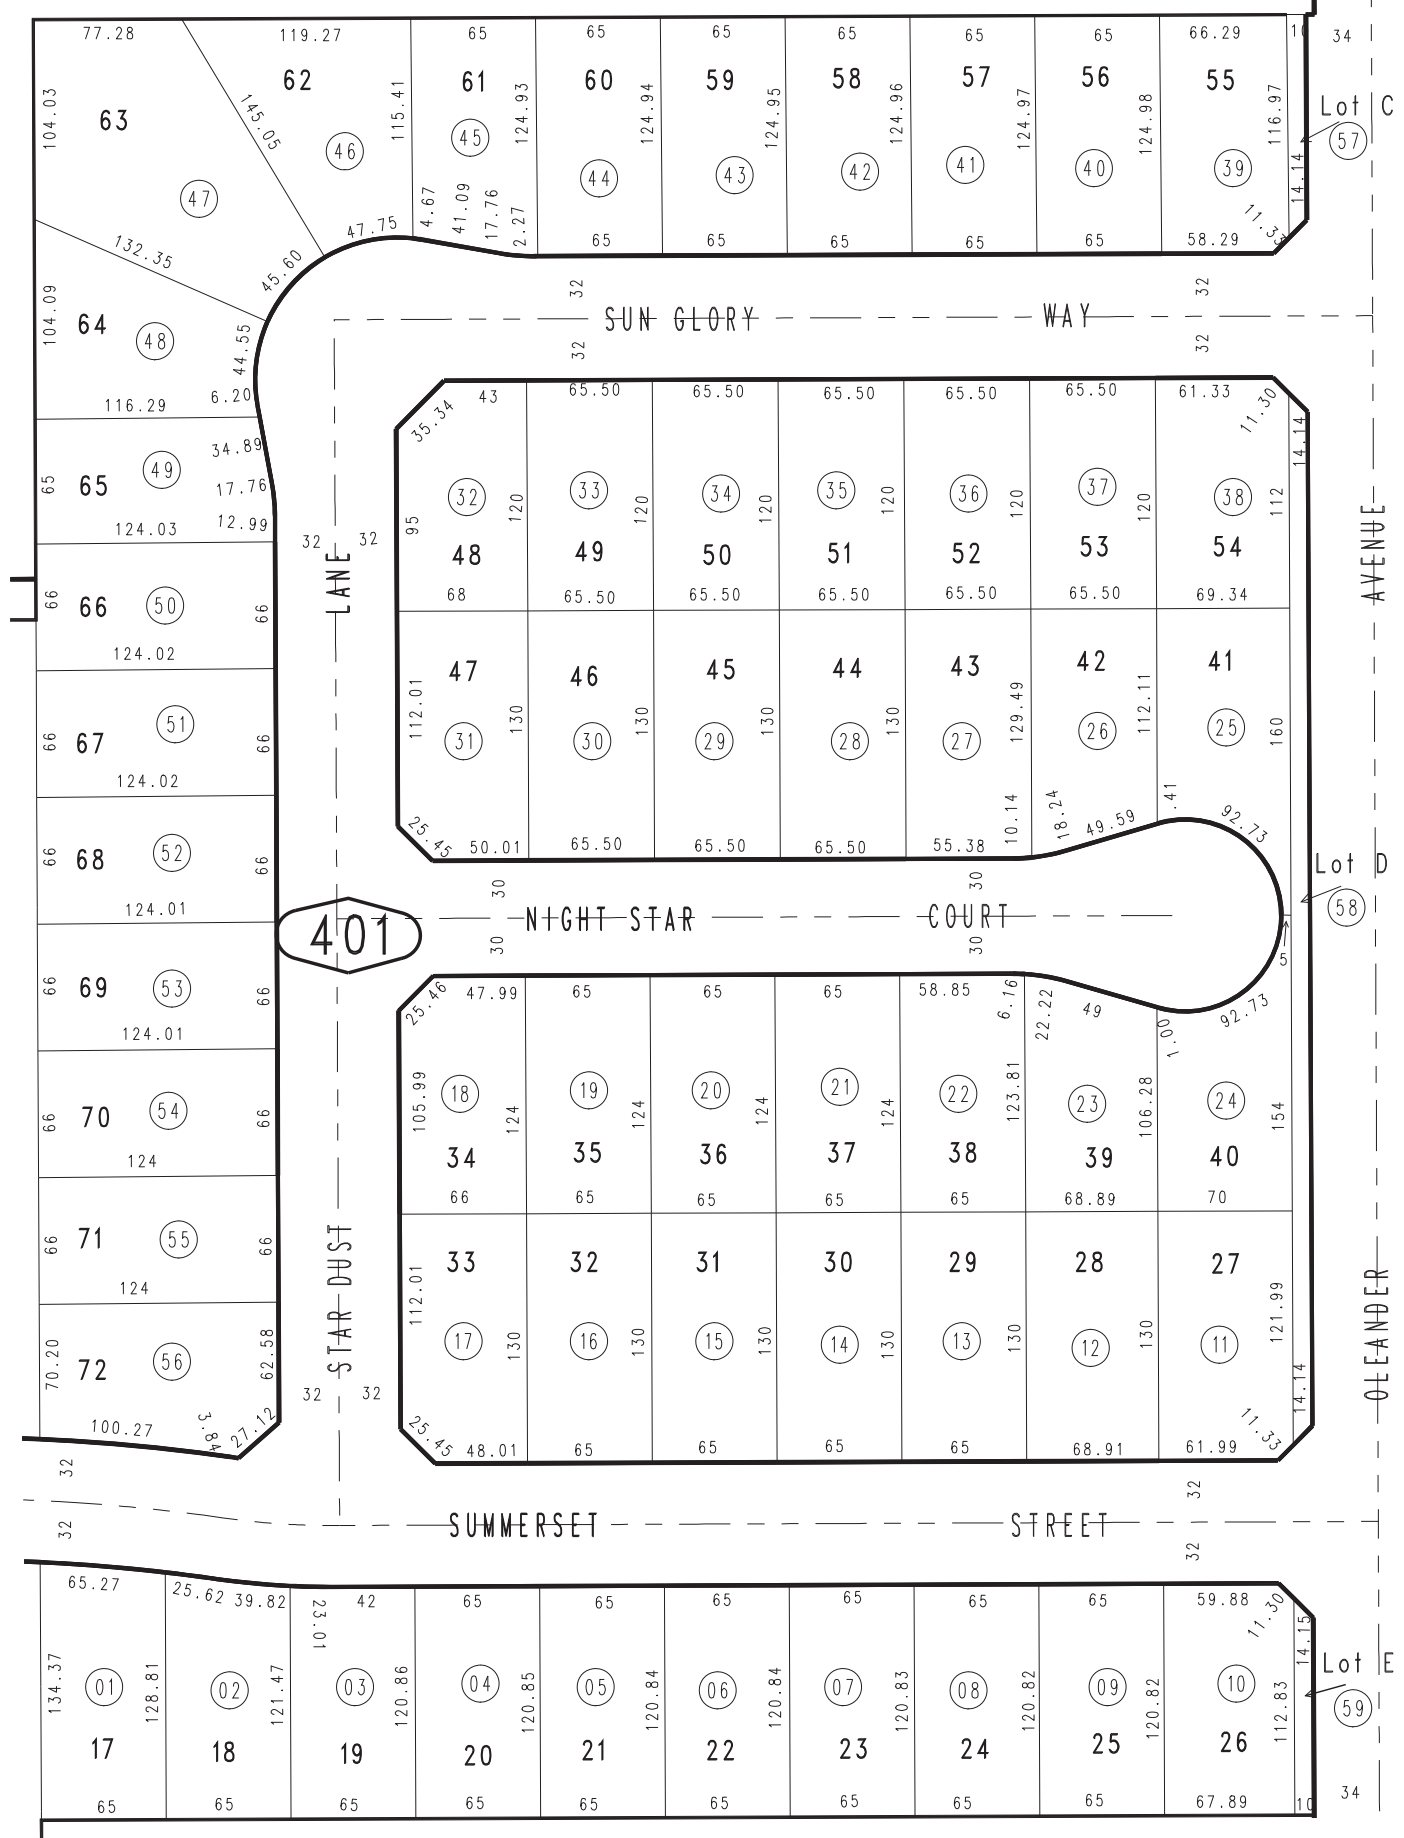 77.28 119.27 65 65 65 65 65 65 66.29 10 34
63 62 61 60 59 58 57 56 55
104.03 145.05 115.41 124.93 124.94 124.95 124.96 124.97 124.98 116.97
Lot C
57
47 46 45 44 43 42 41 40 39
14.14
132.35 45.60 47.75 4.67 41.09 17.76 2.27 65 65 65 65 65 58.29 11.33
32 32
SUN GLORY WAY
32 32
104.09 64 48 44.55
116.29 6.20
35.34 43 65.50 65.50 65.50 65.50 65.50 61.33 11.30
14.14
65 65 49 34.89
17.76
124.03 12.99
32 33 34 35 36 37 38
95 120 120 120 120 120 120 112
48 49 50 51 52 53 54
68 65.50 65.50 65.50 65.50 65.50 69.34
32 32
LANE
AVENUE
66 66 50 66
124.02
47 46 45 44 43 42 41
112.01 130 130 130 130 129.49 112.11 160
31 30 29 28 27 26 25
66 67 51 66
124.02
10.14 18.24 49.59 .41 92.73
25.45 50.01 65.50 65.50 65.50 55.38
66 68 52 66
124.01
Lot D
58
30 30
401
NIGHT STAR COURT
30 30
5
66 69 53 66
124.01
25.46 47.99 65 65 65 58.85 6.16 22.22 49 1.00 92.73
18 19 20 21 22 23 24
105.99 124 124 124 124 123.81 106.28 154
34 35 36 37 38 39 40
66 65 65 65 65 68.89 70
66 70 54 66
124
33 32 31 30 29 28 27
112.01 130 130 130 130 130 130 121.99
17 16 15 14 13 12 11
66 71 55 66
124
STAR DUST
OLEANDER
70.20 72 56 62.58
100.27 3.84 27.12
32 32
14.14
25.45 48.01 65 65 65 65 68.91 61.99 11.33
32 32
SUMMERSET STREET
32 32
65.27 25.62 39.82 23.01 42 65 65 65 65 65 65 59.88 11.30
14.15
134.37 01 128.81 02 121.47 03 120.86 04 120.85 05 120.84 06 120.84 07 120.83 08 120.82 09 120.82 10 112.83
Lot E
59
17 18 19 20 21 22 23 24 25 26
65 65 65 65 65 65 65 65 65 67.89 10 34